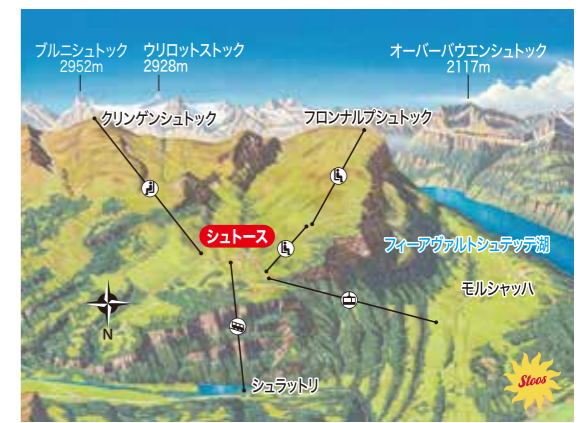 ブルニシュトック
2952m
ウリロットストック
2928m
オーバーバウエンシュトック
2117m
クリンゲンシュトック
フロンアルプシュトック
シュトース
フィーアヴァルトシュテッテ湖
モルシャッハ
N
シュラットリ
Stoos